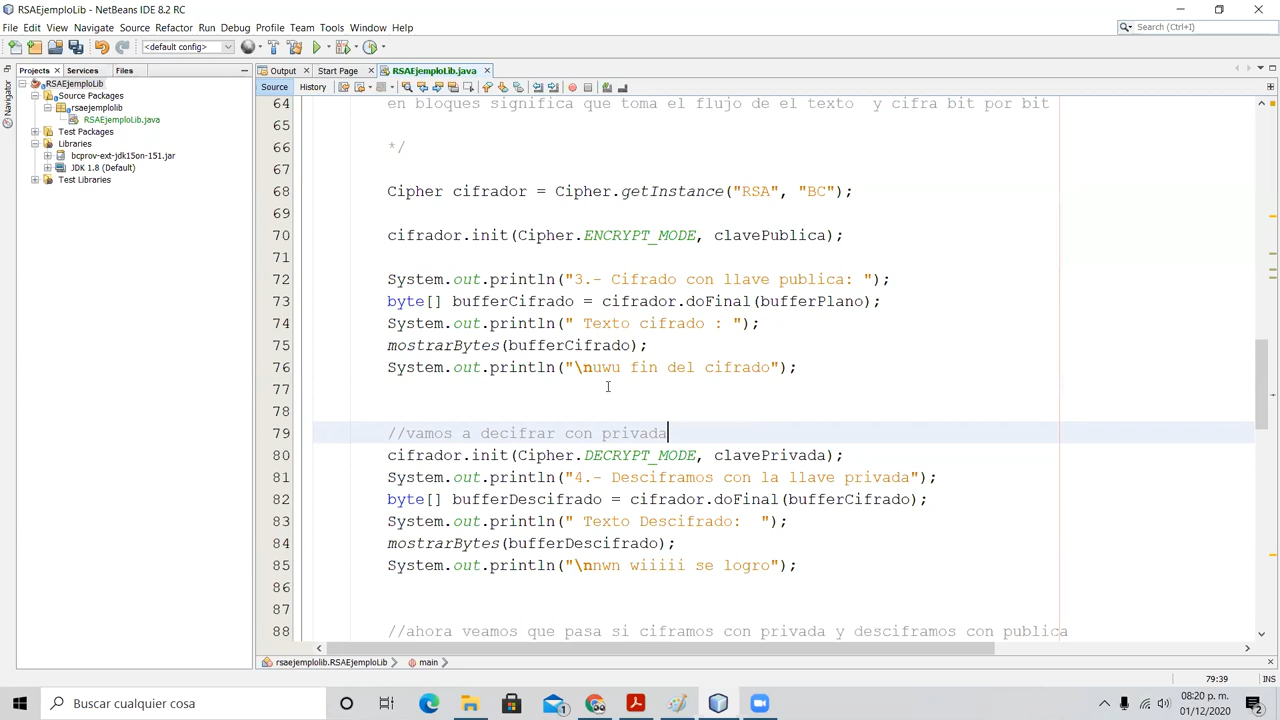 RSAEjemploLib - NetBeans IDE 8.2 RC
File Edit View Navigate Source Refactor Run Debug Profile Team Tools Window Help
Search (Ctrl+I)
<default config>
Projects Services Files
Output Start Page RSAEjemploLib.java
Source History
Navigator
RSAEjemploLib
Source Packages
rsaejemplolib
RSAEjemploLib.java
Test Packages
Libraries
bcprov-ext-jdk15on-151.jar
JDK 1.8 (Default)
Test Libraries
64 en bloques significa que toma el flujo de el texto y cifra bit por bit
65
66 */
67
68 Cipher cifrador = Cipher.getInstance("RSA", "BC");
69
70 cifrador.init(Cipher.ENCRYPT_MODE, clavePublica);
71
72 System.out.println("3.- Cifrado con llave publica: ");
73 byte[] bufferCifrado = cifrador.doFinal(bufferPlano);
74 System.out.println(" Texto cifrado : ");
75 mostrarBytes(bufferCifrado);
76 System.out.println("\nuwu fin del cifrado");
77
78
79 //vamos a decifrar con privada
80 cifrador.init(Cipher.DECRYPT_MODE, clavePrivada);
81 System.out.println("4.- Desciframos con la llave privada");
82 byte[] bufferDescifrado = cifrador.doFinal(bufferCifrado);
83 System.out.println(" Texto Descifrado:  ");
84 mostrarBytes(bufferDescifrado);
85 System.out.println("\nnwn wiiiii se logro");
86
87
88 //ahora veamos que pasa si ciframos con privada y desciframos con publica
rsaejemplolib.RSAEjemploLib main
79:39 INS
Buscar cualquier cosa
1
08:20 p. m.
01/12/2020
2